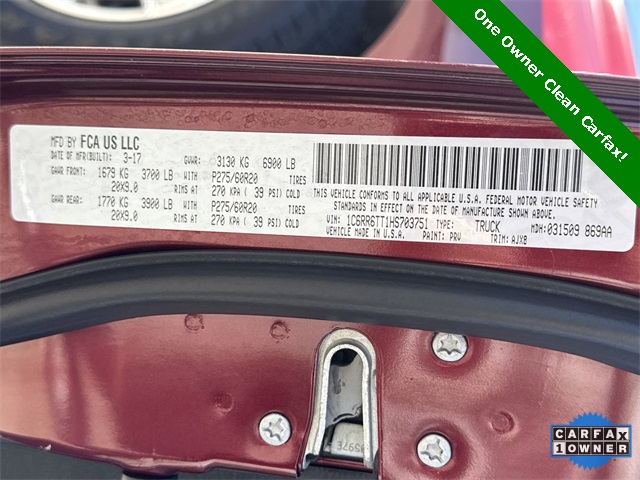 One Owner Clean Carfax!
MFD BY FCA US LLC
DATE OF MFR(BUILT): 3-17 GVWR: 3130 KG 6900 LB
GAWR FRONT: 1679 KG 3700 LB WITH P275/60R20 TIRES
20X9.0 RIMS AT 270 KPA ( 39 PSI) COLD
GAWR REAR: 1770 KG 3900 LB WITH P275/60R20 TIRES
20X9.0 RIMS AT 270 KPA ( 39 PSI) COLD
THIS VEHICLE CONFORMS TO ALL APPLICABLE U.S.A. FEDERAL MOTOR VEHICLE SAFETY
STANDARDS IN EFFECT ON THE DATE OF MANUFACTURE SHOWN ABOVE
VIN: 1C6RR6TT1HS703751 TYPE: TRUCK MDH: 031509 869AA
VEHICLE MADE IN U.S.A. PAINT: PRV TRIM: AJX8
CARFAX
1 OWNER